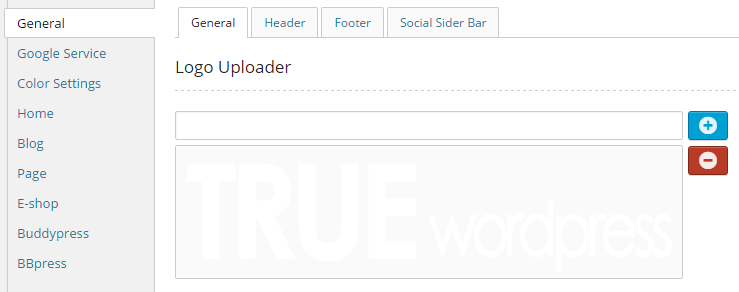 General
Google Service
Color Settings
Home
Blog
Page
E-shop
Buddypress
BBpress
General Header Footer Social Sider Bar
Logo Uploader
TRUE wordpress